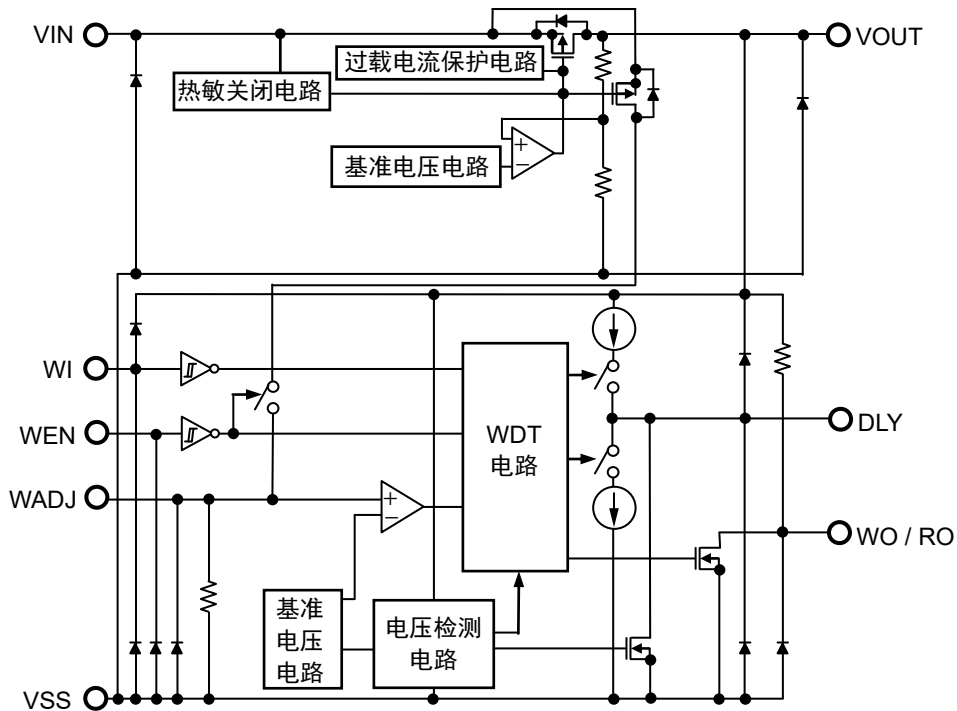 VIN
VOUT
过载电流保护电路
热敏关闭电路
+
−
基准电压电路
WI
WEN
WDT
电路
DLY
WADJ
+
−
WO / RO
基准
电压
电路
电压检测
电路
VSS